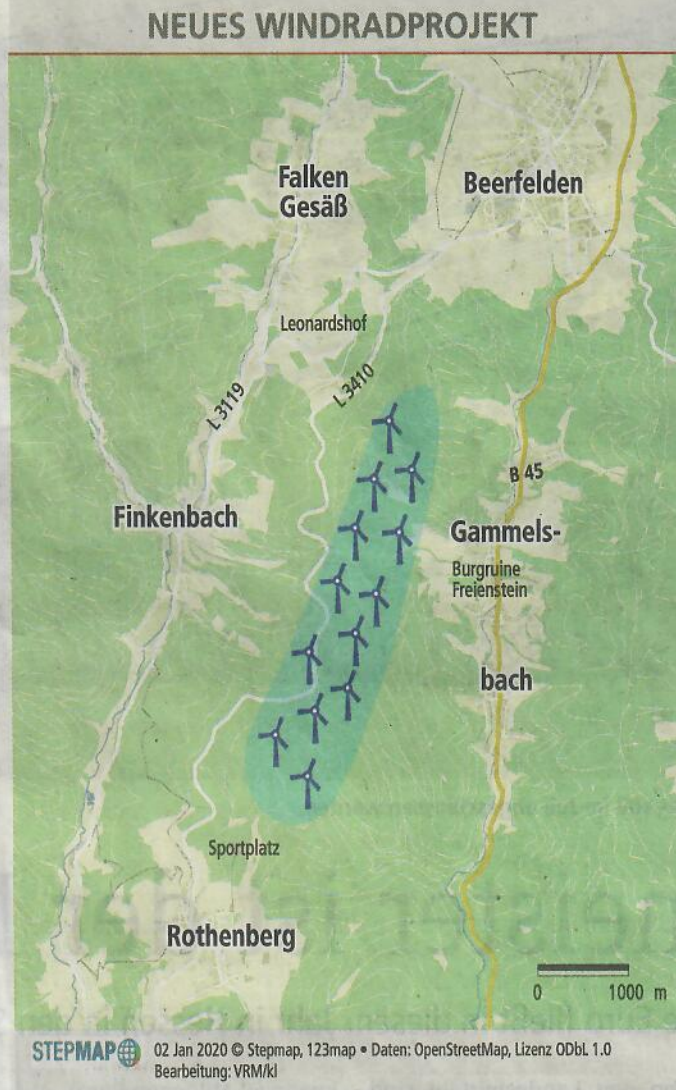 NEUES WINDRADPROJEKT
Falken
Gesäß
Beerfelden
Leonardshof
L 3119
L 3410
B 45
Finkenbach
Gammels-
Burgruine
Freienstein
bach
Sportplatz
Rothenberg
0 1000 m
STEPMAP
02 Jan 2020 © Stepmap, 123map • Daten: OpenStreetMap, Lizenz ODbL 1.0
Bearbeitung: VRM/kl